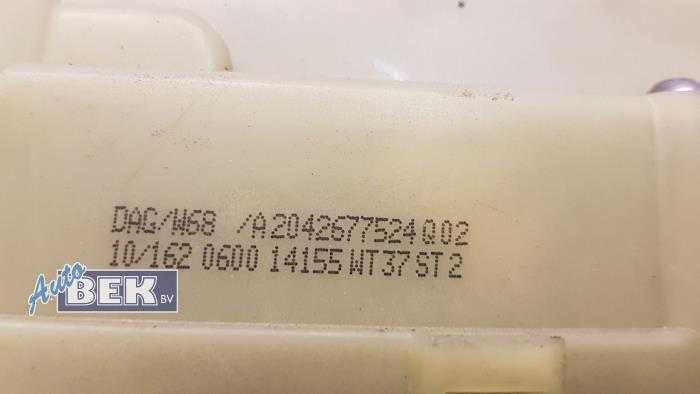 DAG/W68 /A2042677524Q02
10/162 0600 14155 WT37 ST2
Auto
BEK BV